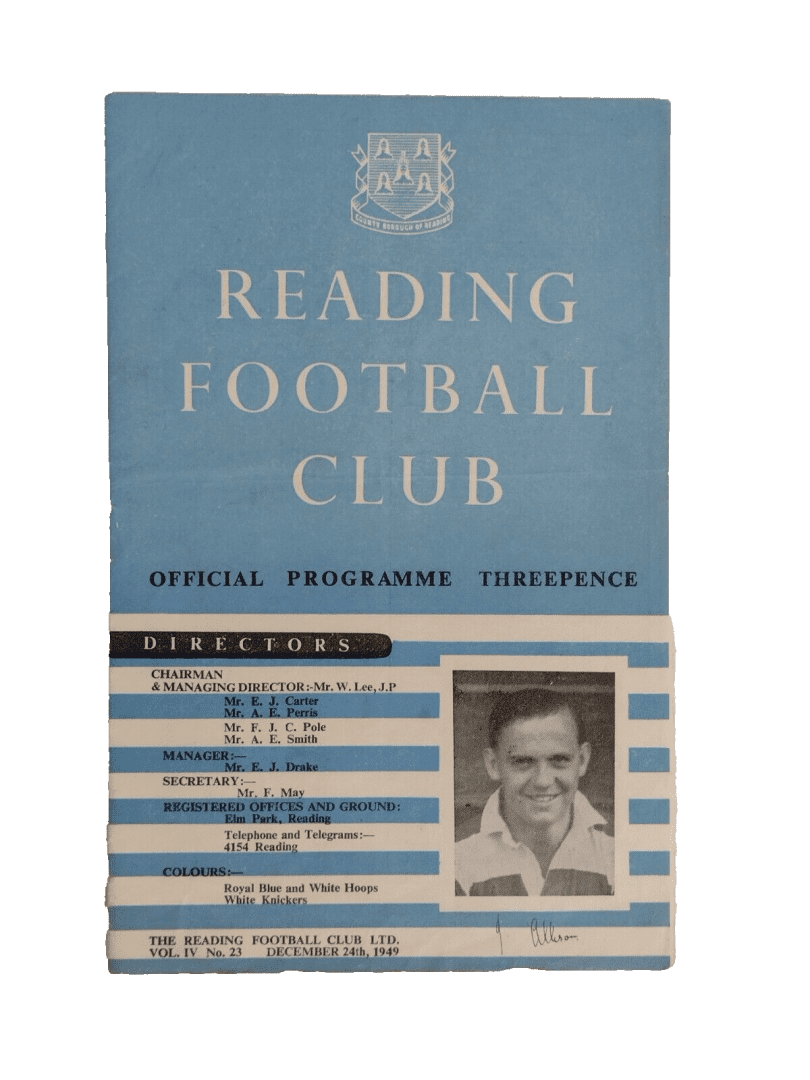 COUNTY BOROUGH OF READING
READING
FOOTBALL
CLUB
OFFICIAL PROGRAMME THREEPENCE
DIRECTORS
CHAIRMAN
& MANAGING DIRECTOR:-Mr. W. Lee, J.P
Mr. E. J. Carter
Mr. A. E. Perris
Mr. F. J. C. Pole
Mr. A. E. Smith
MANAGER:—
Mr. E. J. Drake
SECRETARY:—
Mr. F. May
REGISTERED OFFICES AND GROUND:
Elm Park, Reading
Telephone and Telegrams:—
4154 Reading
COLOURS:—
Royal Blue and White Hoops
White Knickers
THE READING FOOTBALL CLUB LTD.
VOL. IV No. 23 DECEMBER 24th, 1949